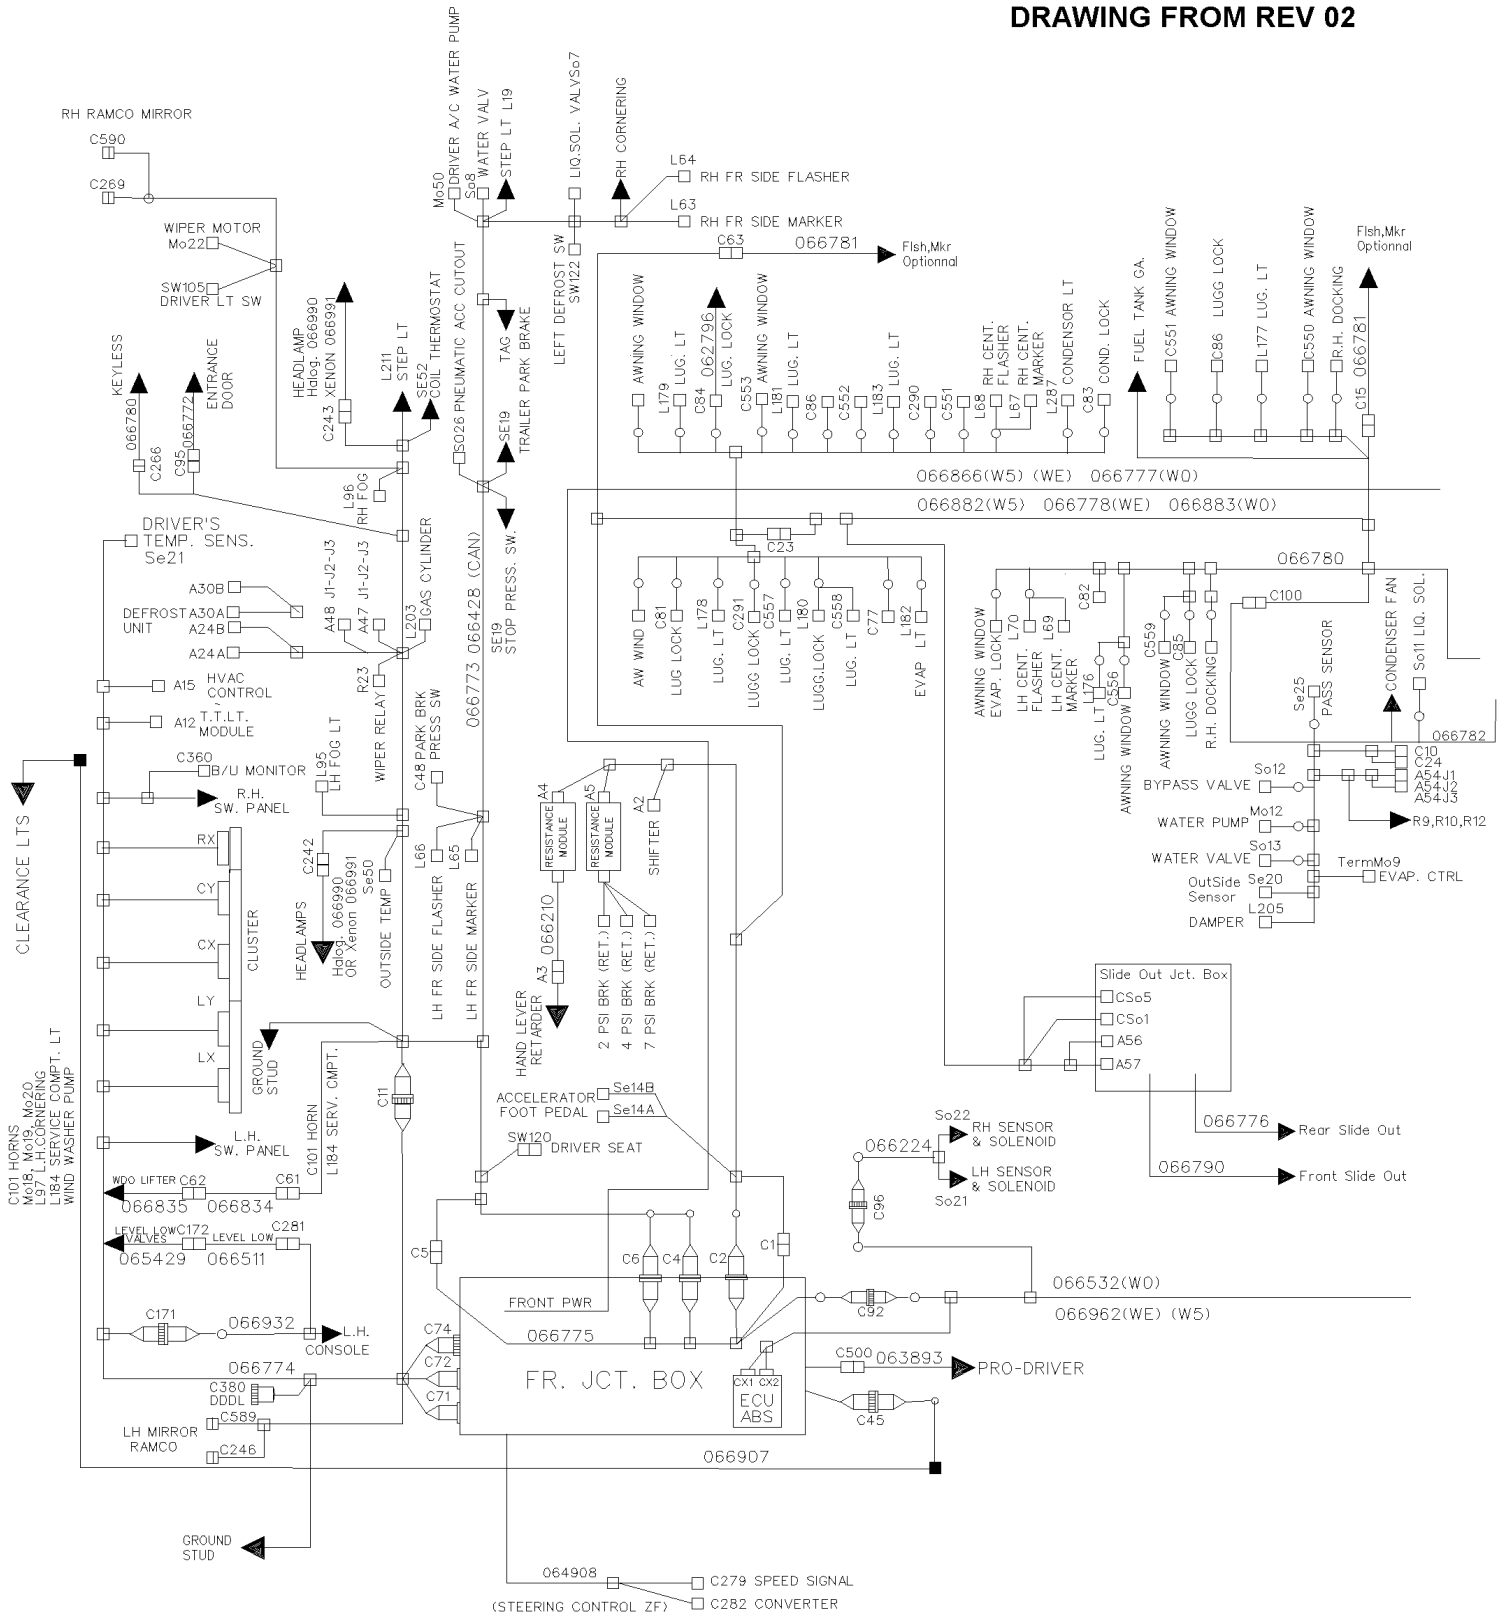 DRAWING FROM REV 02
RH RAMCO MIRROR
C590
C269
WIPER MOTOR
Mo22
SW105
DRIVER LT SW
KEYLESS
066780
C266
ENTRANCE
DOOR
066772
C95
HEADLAMP
Halog. 066990
XENON 066991
C243
L211
STEP LT
SE52
COIL THERMOSTAT
SO26 PNEUMATIC ACC CUTOUT
Mo50
DRIVER A/C WATER PUMP
So8
WATER VALV
STEP LT L19
LIQ.SOL. VALVSo7
RH CORNERING
L64
RH FR SIDE FLASHER
L63
RH FR SIDE MARKER
LEFT DEFROST SW
SW122
TAG
TRAILER PARK BRAKE
SE19
SE19
STOP PRESS. SW.
C63
066781
Flsh,Mkr
Optionnal
AWNING WINDOW
L179
LUG. LT
C84
062796
LUG. LOCK
C553
AWNING WINDOW
L181
LUG. LT
C86
C552
L183
LUG. LT
C290
C551
L68
RH CENT.
FLASHER
L67
RH CENT.
MARKER
L287
CONDENSOR LT
C83
COND. LOCK
FUEL TANK GA.
C551 AWNING WINDOW
C86 LUGG LOCK
L177 LUG. LT
C550 AWNING WINDOW
R.H. DOCKING
Flsh,Mkr
Optionnal
C15
066781
066866(W5) (WE) 066777(W0)
066882(W5) 066778(WE) 066883(W0)
L96
RH FOG
DRIVER'S
TEMP. SENS.
Se21
A30B
DEFROST A30A
UNIT A24B
A24A
A48 J1-J2-J3
A47 J1-J2-J3
L203
GAS CYLINDER
R23
WIPER RELAY
066773 066428 (CAN)
C23
AW WIND
C81
LUG LOCK
L178
LUG. LT
C291
LUGG LOCK
C557
LUG. LT
L180
LUGG.LOCK
C558
LUG. LT
C77
L182
EVAP LT
066780
AWNING WINDOW
EVAP. LOCK
L70
LH CENT.
FLASHER
L69
LH CENT.
MARKER
C82
L176
LUG. LT
C556
AWNING WINDOW
C559
AWNING WINDOW
C85
LUGG LOCK
R.H. DOCKING
C100
Se25
PASS SENSOR
CONDENSER FAN
So11 LIQ. SOL.
066782
A15 HVAC
CONTROL
~
A12 T.T.LT.
MODULE
C360
B/U MONITOR
R.H.
SW. PANEL
CLEARANCE LTS
RX
CY
CX
LY
LX
CLUSTER
L95
LH FOG LT
C242
HEADLAMPS
Halog. 066990
OR Xenon 066991
Se50
OUTSIDE TEMP
C48 PARK BRK
PRESS SW
L66
LH FR SIDE FLASHER
L65
LH FR SIDE MARKER
A4
RESISTANCE
MODULE
A5
RESISTANCE
MODULE
A2
SHIFTER
066210
A3
HAND LEVER
RETARDER
2 PSI BRK (RET.)
4 PSI BRK (RET.)
7 PSI BRK (RET.)
C10
C24
A54J1
A54J2
A54J3
R9,R10,R12
So12
BYPASS VALVE
Mo12
WATER PUMP
So13
WATER VALVE
OutSide Se20
Sensor
L205
DAMPER
TermMo9
EVAP. CTRL
Slide Out Jct. Box
CSo5
CSo1
A56
A57
066776
Rear Slide Out
066790
Front Slide Out
GROUND
STUD
C101 HORNS
Mo18, Mo19, Mo20
L97 L.H.CORNERING
L184 SERVICE COMPT. LT
WIND WASHER PUMP
L.H.
SW. PANEL
C101 HORN
L184 SERV. CMPT.
C11
ACCELERATOR Se14B
FOOT PEDAL Se14A
SW120
DRIVER SEAT
So22
RH SENSOR
& SOLENOID
066224
LH SENSOR
& SOLENOID
So21
C96
WDO LIFTER C62 C61
066835 066834
LEVEL LOW C172 LEVEL LOW C281
VALVES
065429 066511
C171
066932
L.H.
CONSOLE
066774
C380
DDDL
C589
LH MIRROR
RAMCO
C246
C5
C6
C4
C2
C1
FRONT PWR
066775
C74
C72
C71
FR. JCT. BOX
CX1 CX2
ECU
ABS
C92
066532(W0)
066962(WE) (W5)
C500 063893
PRO-DRIVER
C45
066907
GROUND
STUD
064908
C279 SPEED SIGNAL
(STEERING CONTROL ZF)
C282 CONVERTER